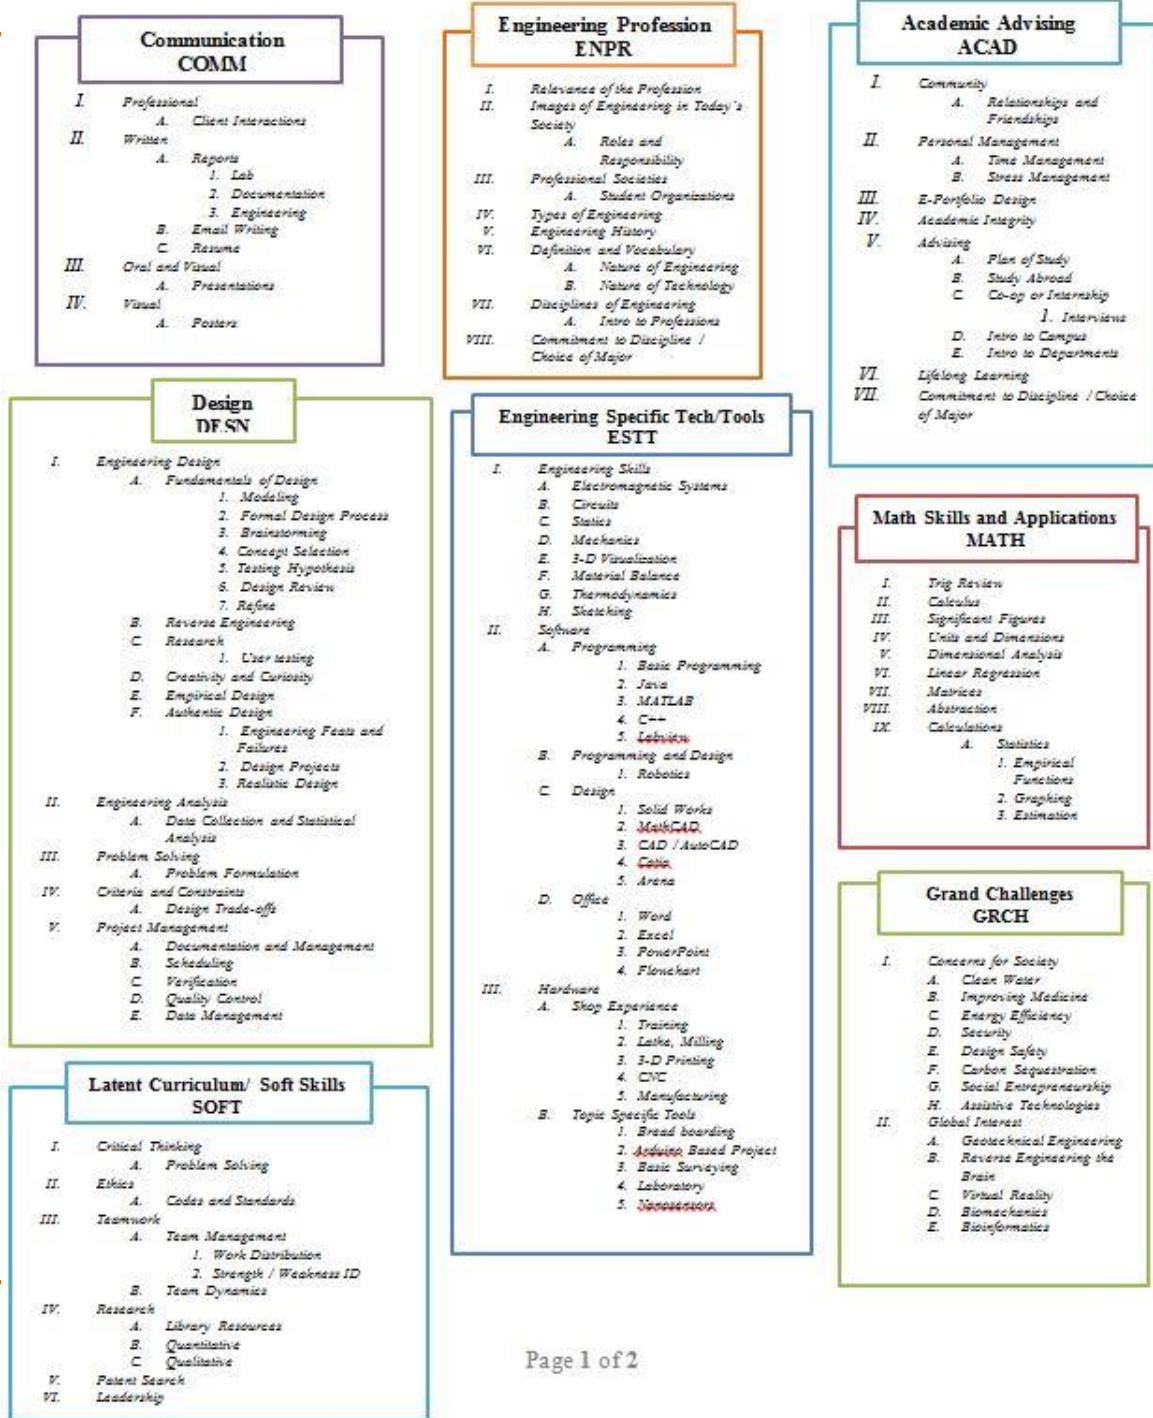 Communication
COMM
I. Professional
A. Client Interactions
II. Written
A. Reports
1. Lab
2. Documentation
3. Engineering
B. Email Writing
C. Resume
III. Oral and Visual
A. Presentations
IV. Visual
A. Posters
Engineering Profession
ENPR
I. Relevance of the Profession
II. Images of Engineering in Today's
Society
A. Roles and
Responsibility
III. Professional Societies
A. Student Organizations
IV. Types of Engineering
V. Engineering History
VI. Definition and Vocabulary
A. Nature of Engineering
B. Nature of Technology
VII. Disciplines of Engineering
A. Intro to Professions
VIII. Commitment to Discipline /
Choice of Major
Academic Advising
ACAD
I. Community
A. Relationships and
Friendships
II. Personal Management
A. Time Management
B. Stress Management
III. E-Portfolio Design
IV. Academic Integrity
V. Advising
A. Plan of Study
B. Study Abroad
C. Co-op or Internship
1. Interviews
D. Intro to Campus
E. Intro to Departments
VI. Lifelong Learning
VII. Commitment to Discipline / Choice
of Major
Design
DESN
I. Engineering Design
A. Fundamentals of Design
1. Modeling
2. Formal Design Process
3. Brainstorming
4. Concept Selection
5. Testing Hypothesis
6. Design Review
7. Refine
B. Reverse Engineering
C. Research
1. User testing
D. Creativity and Curiosity
E. Empirical Design
F. Authentic Design
1. Engineering Feats and
Failures
2. Design Projects
3. Realistic Design
II. Engineering Analysis
A. Data Collection and Statistical
Analysis
III. Problem Solving
A. Problem Formulation
IV. Criteria and Constraints
A. Design Trade-offs
V. Project Management
A. Documentation and Management
B. Scheduling
C. Verification
D. Quality Control
E. Data Management
Engineering Specific Tech/Tools
ESTT
I. Engineering Skills
A. Electromagnetic Systems
B. Circuits
C. Statics
D. Mechanics
E. 3-D Visualization
F. Material Balance
G. Thermodynamics
H. Sketching
II. Software
A. Programming
1. Basic Programming
2. Java
3. MATLAB
4. C++
5. Labview
B. Programming and Design
1. Robotics
C. Design
1. Solid Works
2. MathCAD
3. CAD / AutoCAD
4. Catia
5. Arena
D. Office
1. Word
2. Excel
3. PowerPoint
4. Flowchart
III. Hardware
A. Shop Experience
1. Training
2. Lathe, Milling
3. 3-D Printing
4. CNC
5. Manufacturing
B. Topic Specific Tools
1. Bread boarding
2. Arduino Based Project
3. Basic Surveying
4. Laboratory
5. Nanosensors
Math Skills and Applications
MATH
I. Trig Review
II. Calculus
III. Significant Figures
IV. Units and Dimensions
V. Dimensional Analysis
VI. Linear Regression
VII. Matrices
VIII. Abstraction
IX. Calculations
A. Statistics
1. Empirical
Functions
2. Graphing
3. Estimation
Grand Challenges
GRCH
I. Concerns for Society
A. Clean Water
B. Improving Medicine
C. Energy Efficiency
D. Security
E. Design Safety
F. Carbon Sequestration
G. Social Entrepreneurship
H. Assistive Technologies
II. Global Interest
A. Geotechnical Engineering
B. Reverse Engineering the
Brain
C. Virtual Reality
D. Biomechanics
E. Bioinformatics
Latent Curriculum/ Soft Skills
SOFT
I. Critical Thinking
A. Problem Solving
II. Ethics
A. Codes and Standards
III. Teamwork
A. Team Management
1. Work Distribution
2. Strength / Weakness ID
B. Team Dynamics
IV. Research
A. Library Resources
B. Quantitative
C. Qualitative
V. Patent Search
VI. Leadership
Page 1 of 2